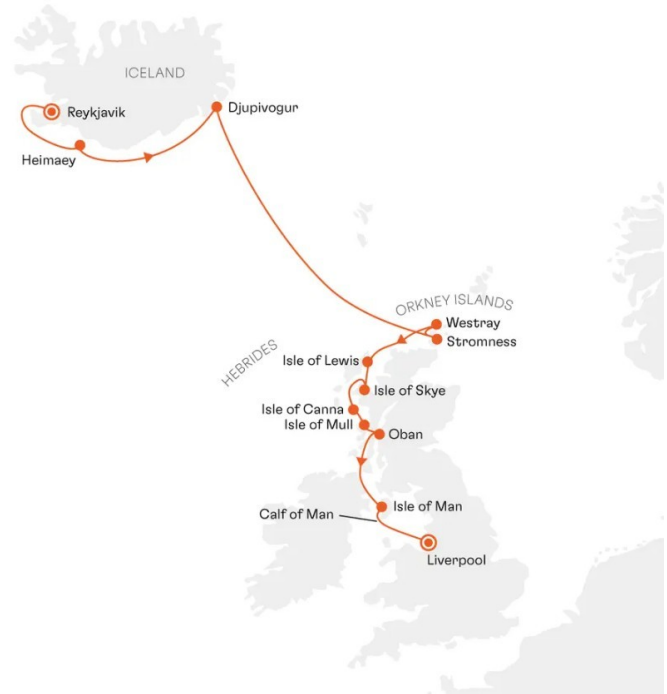 ICELAND
Reykjavik
Djupivogur
Heimaey
ORKNEY ISLANDS
Westray
Stromness
HEBRIDES
Isle of Lewis
Isle of Skye
Isle of Canna
Isle of Mull
Oban
Isle of Man
Calf of Man
Liverpool